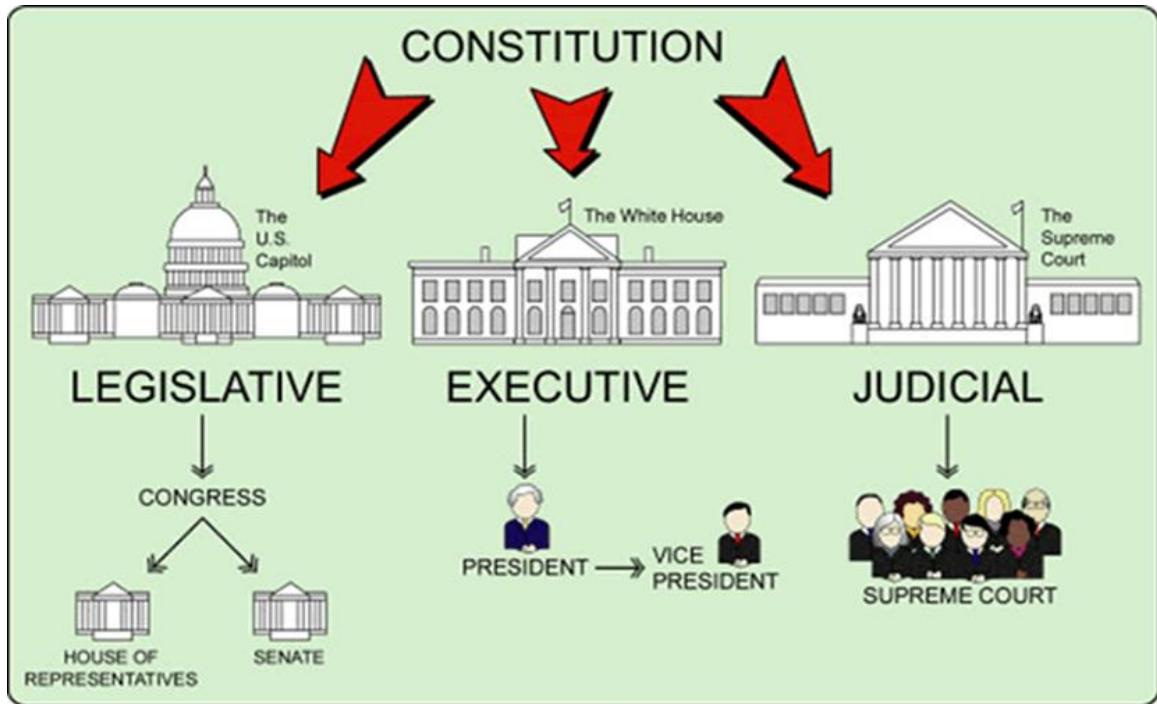 CONSTITUTION
The
U.S.
Capitol
The White House
The
Supreme
Court
LEGISLATIVE
EXECUTIVE
JUDICIAL
CONGRESS
PRESIDENT
VICE
PRESIDENT
SUPREME COURT
HOUSE OF
REPRESENTATIVES
SENATE